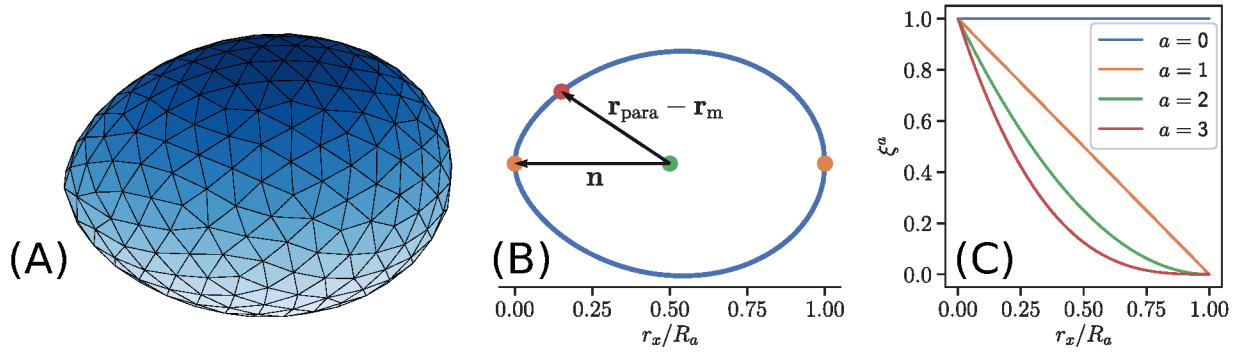 (A)
r_para − r_m
n
(B)
0.00 0.25 0.50 0.75 1.00
r_x/R_a
ξ^a
1.0
0.8
0.6
0.4
0.2
0.0
a = 0
a = 1
a = 2
a = 3
(C)
0.00 0.25 0.50 0.75 1.00
r_x/R_a